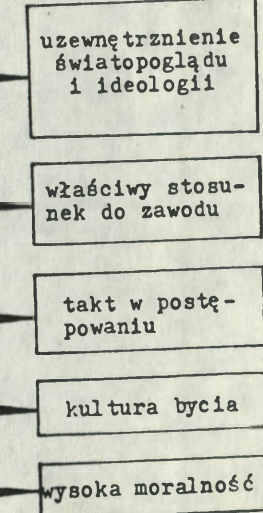 uzewnętrznienie
światopoglądu
i ideologii
właściwy stosu-
nek do zawodu
takt w postę-
powaniu
kultura bycia
wysoka moralność